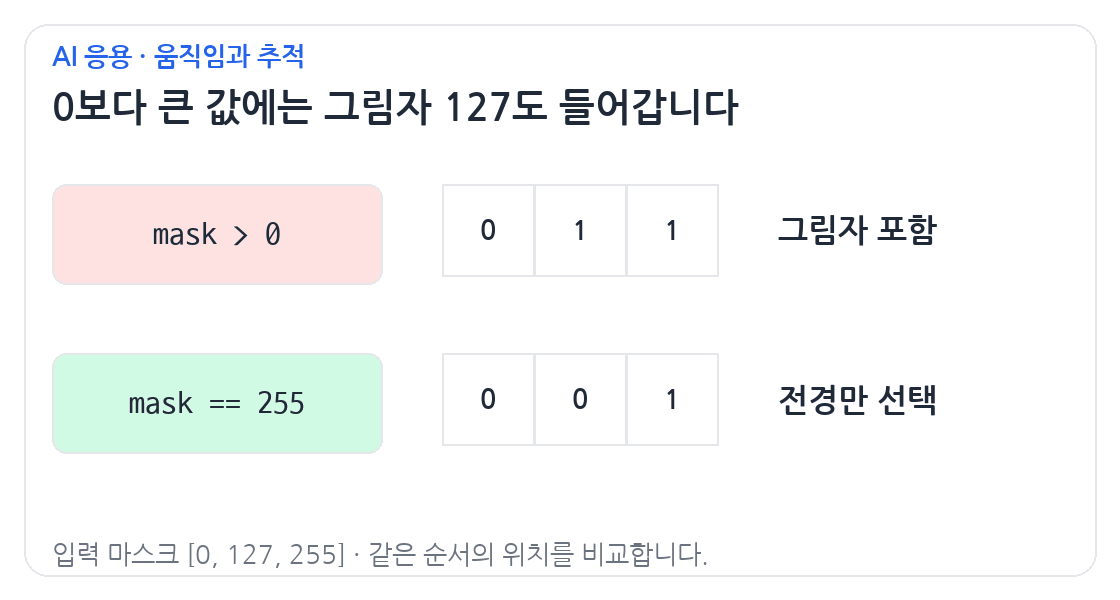 AI 응용 · 움직임과 추적
0보다 큰 값에는 그림자 127도 들어갑니다
mask > 0
0 1 1
그림자 포함
mask == 255
0 0 1
전경만 선택
입력 마스크 [0, 127, 255] · 같은 순서의 위치를 비교합니다.